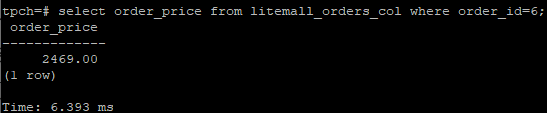 tpch=# select order_price from litemall_orders_col where order_id=6;
 order_price
-------------
     2469.00
(1 row)

Time: 6.393 ms